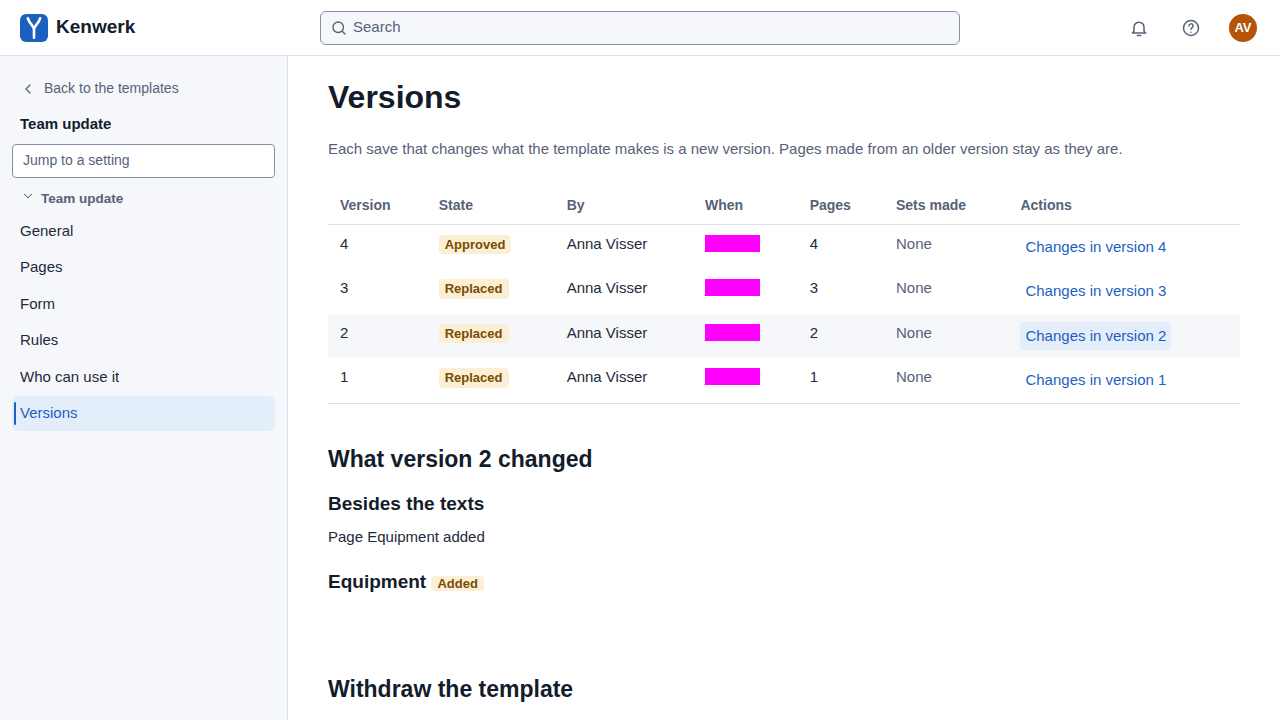 Kenwerk
Search
AV
Back to the templates
Team update
Jump to a setting
Team update
General
Pages
Form
Rules
Who can use it
Versions
Versions
Each save that changes what the template makes is a new version. Pages made from an older version stay as they are.
Version State By When Pages Sets made Actions
4 Approved Anna Visser 4 None Changes in version 4
3 Replaced Anna Visser 3 None Changes in version 3
2 Replaced Anna Visser 2 None Changes in version 2
1 Replaced Anna Visser 1 None Changes in version 1
What version 2 changed
Besides the texts
Page Equipment added
Equipment Added
Withdraw the template